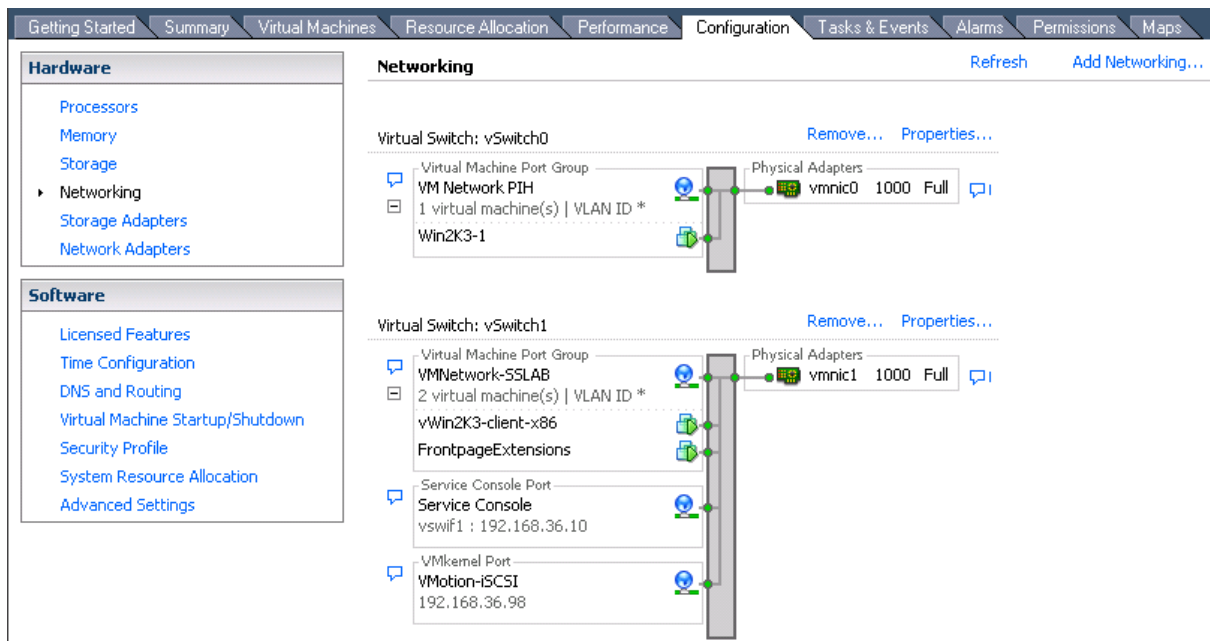 Getting Started Summary Virtual Machines Resource Allocation Performance Configuration Tasks & Events Alarms Permissions Maps
Hardware
Processors
Memory
Storage
Networking
Storage Adapters
Network Adapters
Software
Licensed Features
Time Configuration
DNS and Routing
Virtual Machine Startup/Shutdown
Security Profile
System Resource Allocation
Advanced Settings
Networking Refresh Add Networking...
Virtual Switch: vSwitch0 Remove... Properties...
Virtual Machine Port Group Physical Adapters
VM Network PIH vmnic0 1000 Full
1 virtual machine(s) | VLAN ID *
Win2K3-1
Virtual Switch: vSwitch1 Remove... Properties...
Virtual Machine Port Group Physical Adapters
VMNetwork-SSLAB vmnic1 1000 Full
2 virtual machine(s) | VLAN ID *
vWin2K3-client-x86
FrontpageExtensions
Service Console Port
Service Console
vswif1 : 192.168.36.10
VMkernel Port
VMotion-iSCSI
192.168.36.98